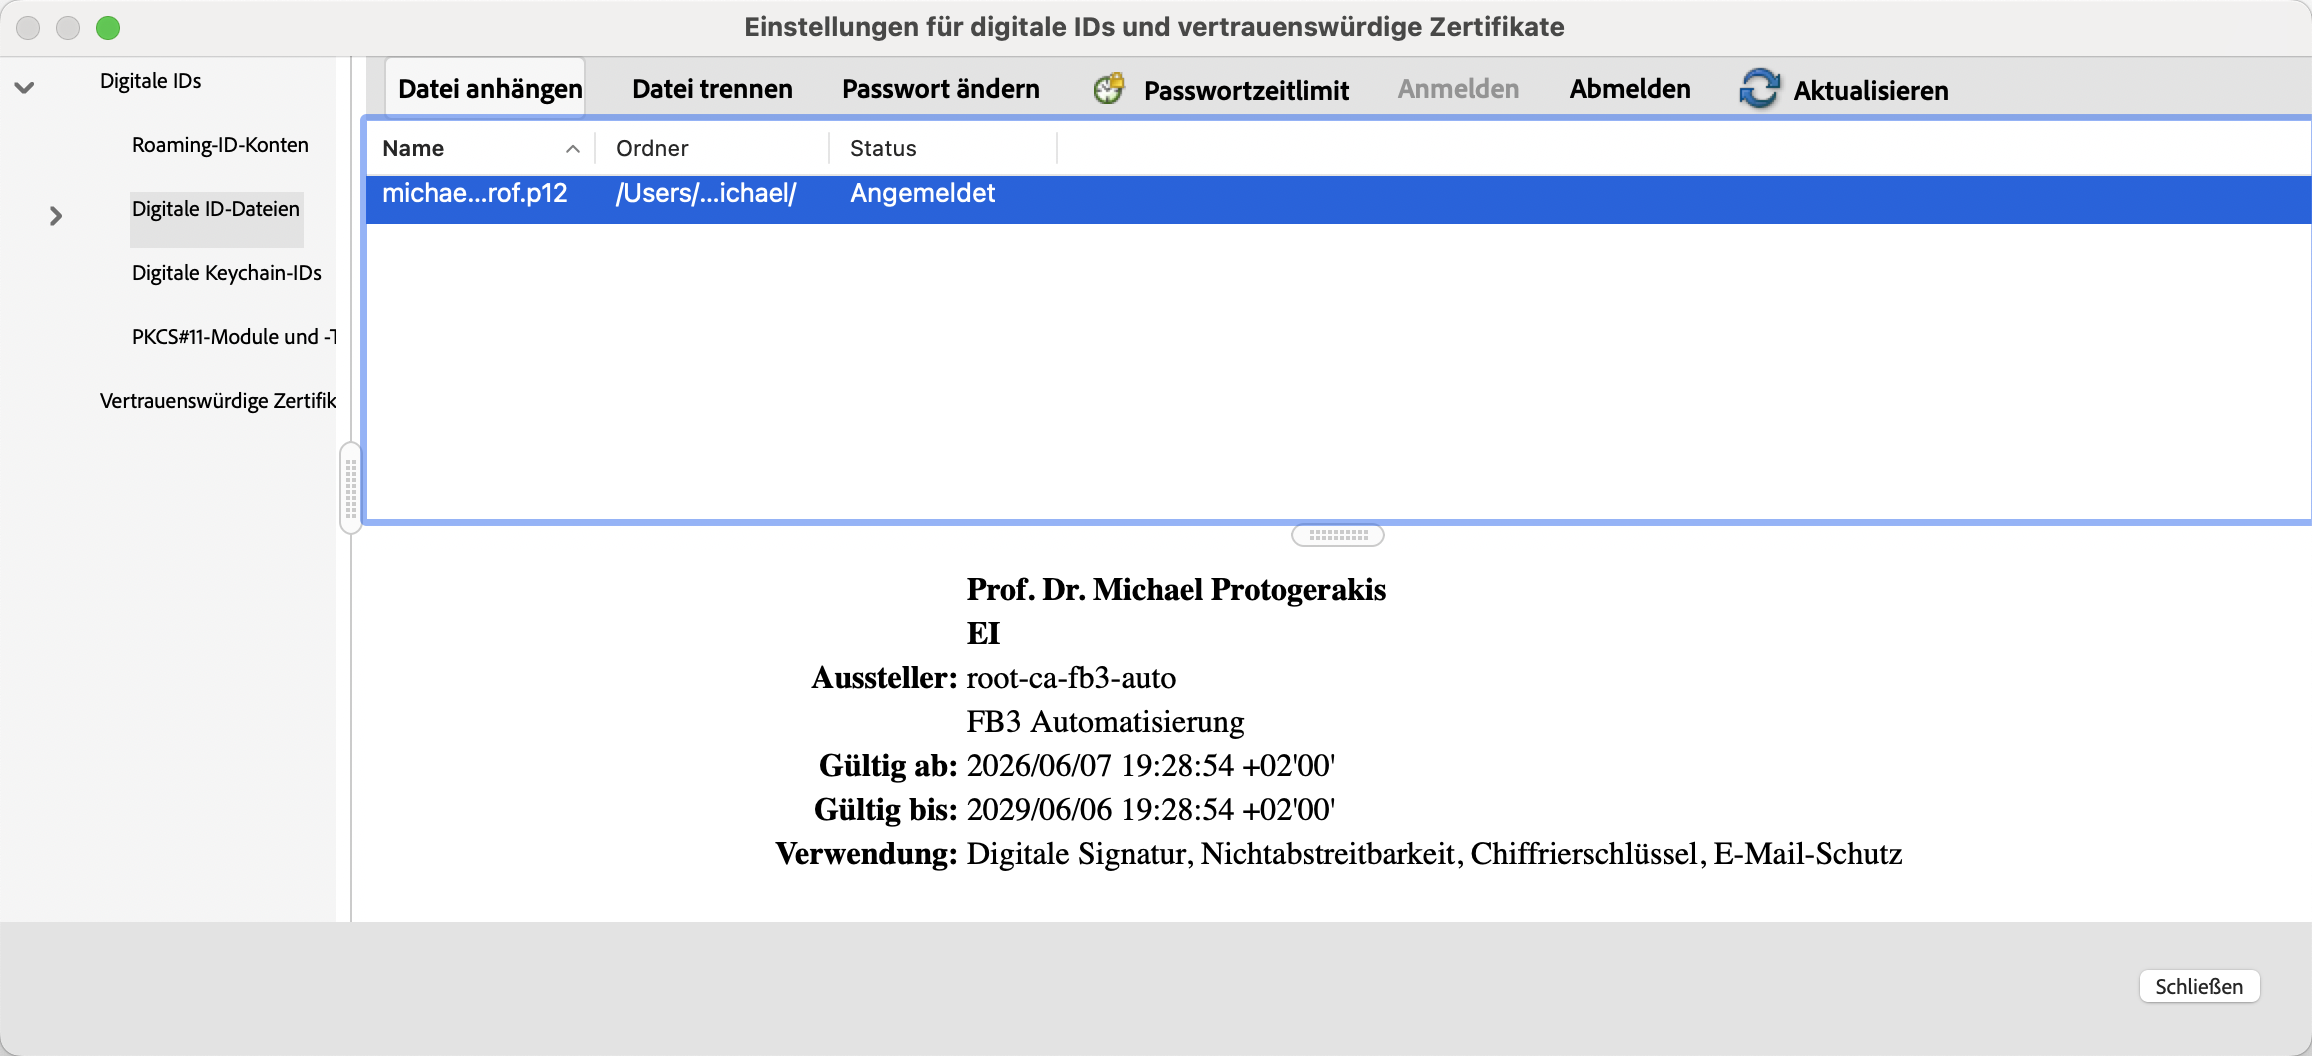 Einstellungen für digitale IDs und vertrauenswürdige Zertifikate
Digitale IDs
Roaming-ID-Konten
Digitale ID-Dateien
Digitale Keychain-IDs
PKCS#11-Module und -T
Vertrauenswürdige Zertifik
Datei anhängen
Datei trennen
Passwort ändern
Passwortzeitlimit
Anmelden
Abmelden
Aktualisieren
Name Ordner Status
michae...rof.p12 /Users/...ichael/ Angemeldet
Prof. Dr. Michael Protogerakis
EI
Aussteller: root-ca-fb3-auto
FB3 Automatisierung
Gültig ab: 2026/06/07 19:28:54 +02'00'
Gültig bis: 2029/06/06 19:28:54 +02'00'
Verwendung: Digitale Signatur, Nichtabstreitbarkeit, Chiffrierschlüssel, E-Mail-Schutz
Schließen